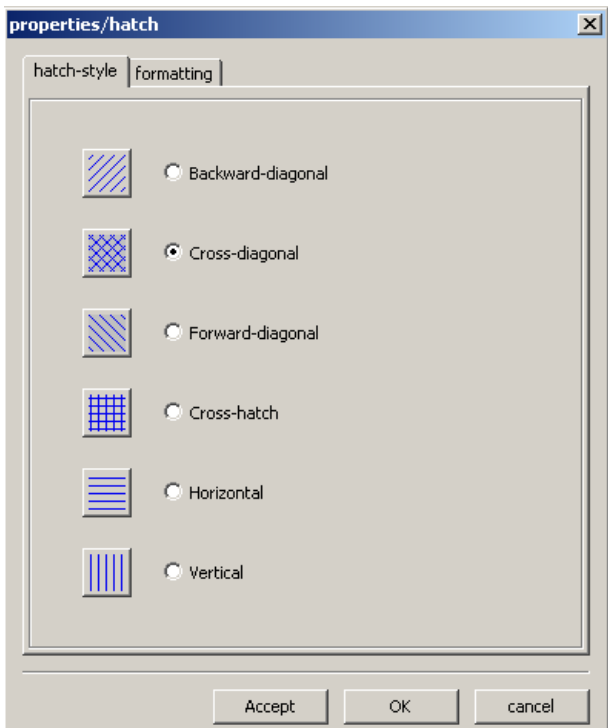 properties/hatch
hatch-style formatting
Backward-diagonal
Cross-diagonal
Forward-diagonal
Cross-hatch
Horizontal
Vertical
Accept OK cancel